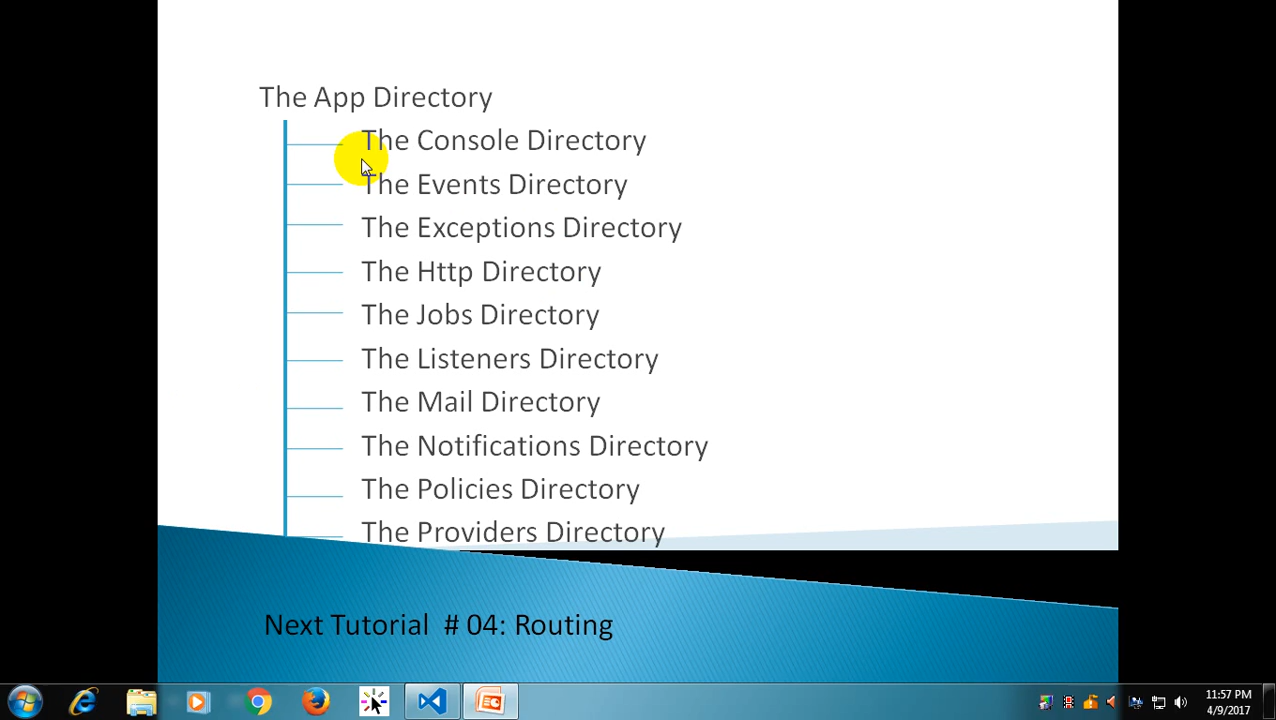 The App Directory
The Console Directory
The Events Directory
The Exceptions Directory
The Http Directory
The Jobs Directory
The Listeners Directory
The Mail Directory
The Notifications Directory
The Policies Directory
The Providers Directory
Next Tutorial # 04: Routing
11:57 PM
4/9/2017